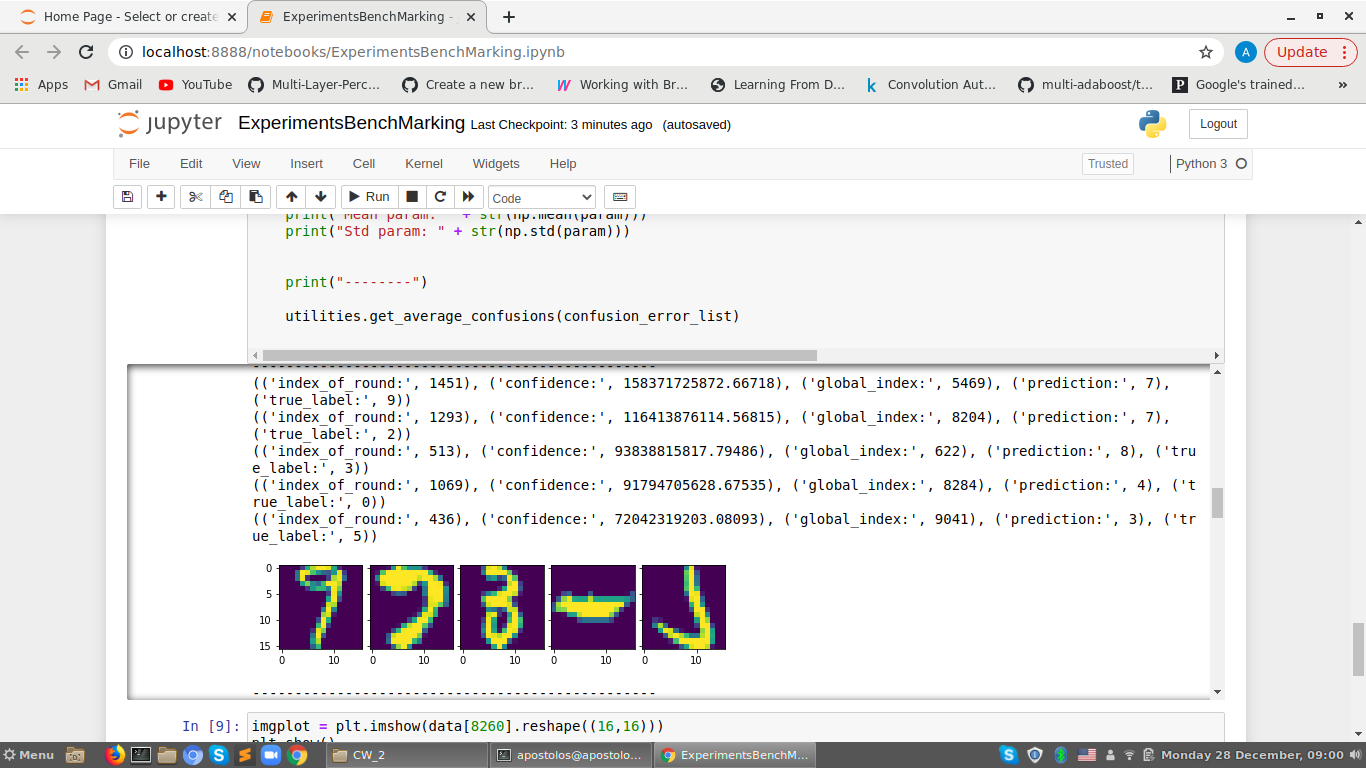 Home Page - Select or create
ExperimentsBenchMarking -
localhost:8888/notebooks/ExperimentsBenchMarking.ipynb
A
Update
Apps
Gmail
YouTube
Multi-Layer-Perc...
Create a new br...
Working with Br...
Learning From D...
Convolution Aut...
multi-adaboost/t...
Google's trained...
»
jupyter
ExperimentsBenchMarking Last Checkpoint: 3 minutes ago (autosaved)
Logout
File Edit View Insert Cell Kernel Widgets Help
Trusted
Python 3
Run
Code
print("Mean param: " + str(np.mean(param)))
print("Std param: " + str(np.std(param)))
print("--------")
utilities.get_average_confusions(confusion_error_list)
------------------------------------------------
(('index_of_round:', 1451), ('confidence:', 158371725872.66718), ('global_index:', 5469), ('prediction:', 7),
('true_label:', 9))
(('index_of_round:', 1293), ('confidence:', 116413876114.56815), ('global_index:', 8204), ('prediction:', 7),
('true_label:', 2))
(('index_of_round:', 513), ('confidence:', 93838815817.79486), ('global_index:', 622), ('prediction:', 8), ('tru
e_label:', 3))
(('index_of_round:', 1069), ('confidence:', 91794705628.67535), ('global_index:', 8284), ('prediction:', 4), ('t
rue_label:', 0))
(('index_of_round:', 436), ('confidence:', 72042319203.08093), ('global_index:', 9041), ('prediction:', 3), ('tr
ue_label:', 5))
0
5
10
15
0 10 0 10 0 10 0 10 0 10
------------------------------------------------
In [9]: imgplot = plt.imshow(data[8260].reshape((16,16)))
plt.show()
Menu
CW_2
apostolos@apostolo...
ExperimentsBenchM...
Monday 28 December, 09:00